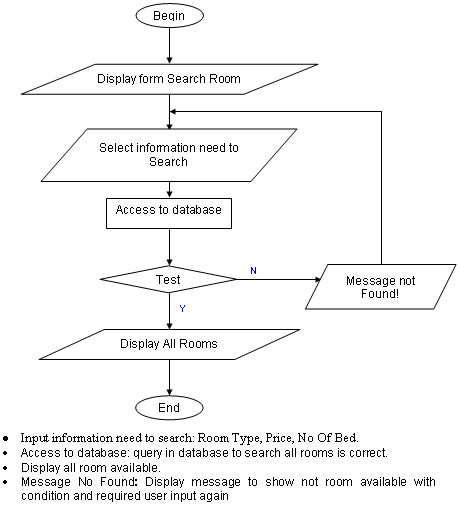 Begin
Display form Search Room
Select information need to
Search
Access to database
Test
N
Message not
Found!
Y
Display All Rooms
End
● Input information need to search: Room Type, Price, No Of Bed.
• Access to database: query in database to search all rooms is correct.
• Display all room available.
• Message No Found: Display message to show not room available with
condition and required user input again